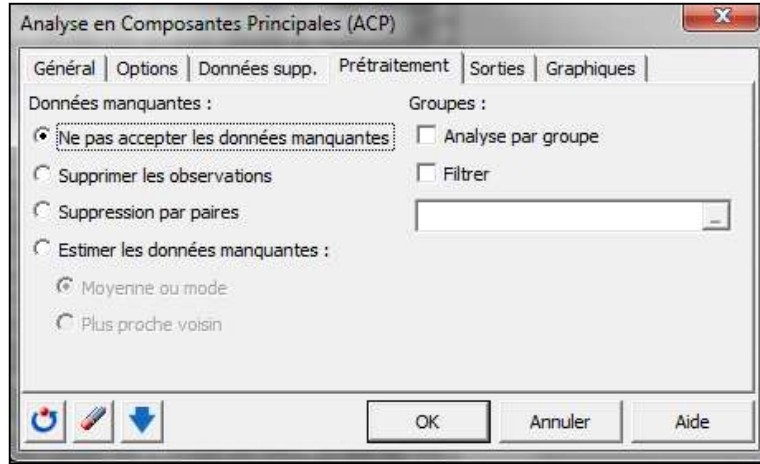 Analyse en Composantes Principales (ACP)
Général Options Données supp. Prétraitement Sorties Graphiques
Données manquantes : Groupes :
Ne pas accepter les données manquantes Analyse par groupe
Supprimer les observations Filtrer
Suppression par paires ...
Estimer les données manquantes :
Moyenne ou mode
Plus proche voisin
OK Annuler Aide